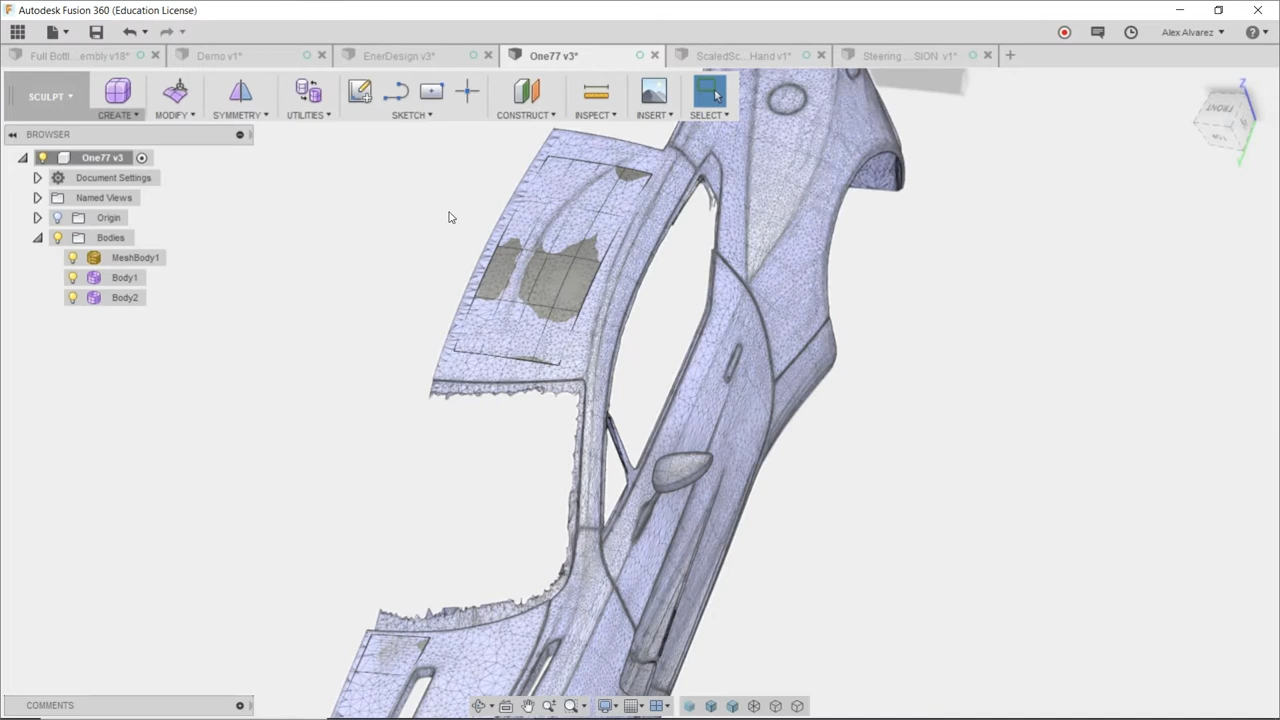 Autodesk Fusion 360 (Education License)
Alex Alvarez
Full Bottl...embly v18*
Demo v1*
EnerDesign v3*
One77 v3*
ScaledSc...Hand v1*
Steering ...SION v1*
SCULPT
CREATE
MODIFY
SYMMETRY
UTILITIES
SKETCH
CONSTRUCT
INSPECT
INSERT
SELECT
BROWSER
One77 v3
Document Settings
Named Views
Origin
Bodies
MeshBody1
Body1
Body2
Z
FRONT
COMMENTS